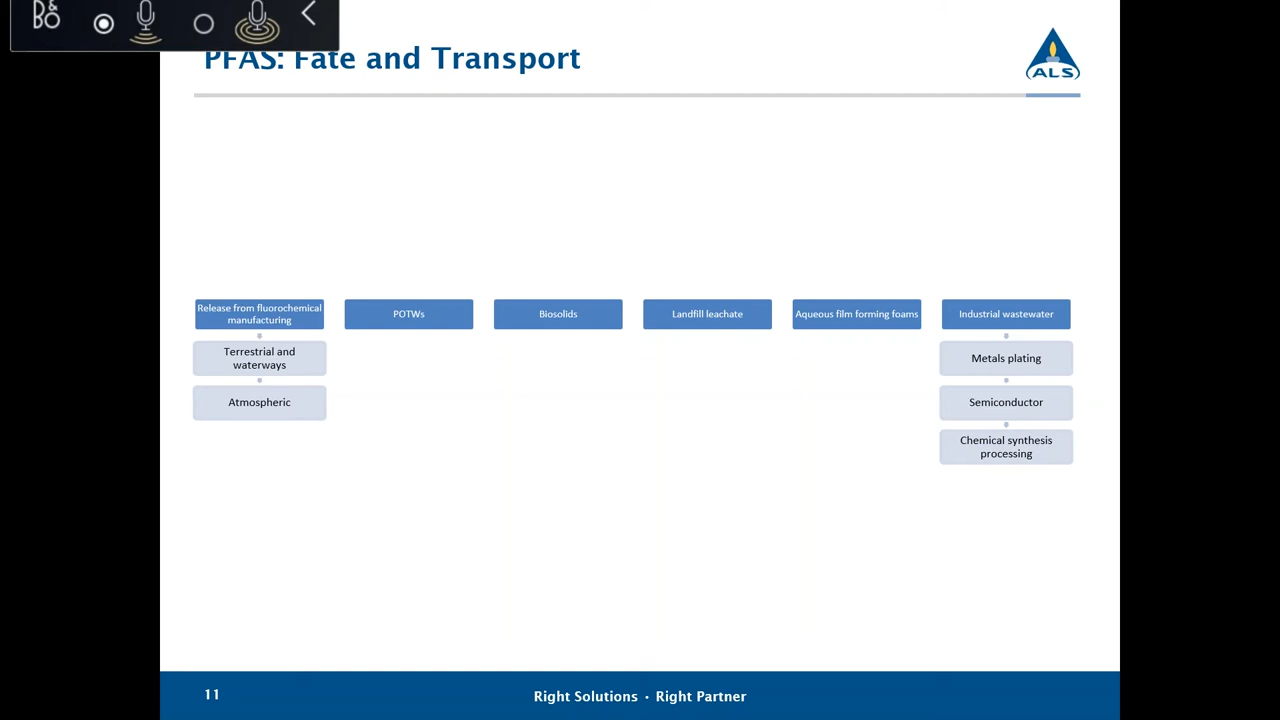 B&O
PFAS: Fate and Transport
ALS
Release from fluorochemical
manufacturing
POTWs
Biosolids
Landfill leachate
Aqueous film forming foams
Industrial wastewater
Terrestrial and
waterways
Atmospheric
Metals plating
Semiconductor
Chemical synthesis
processing
11
Right Solutions · Right Partner